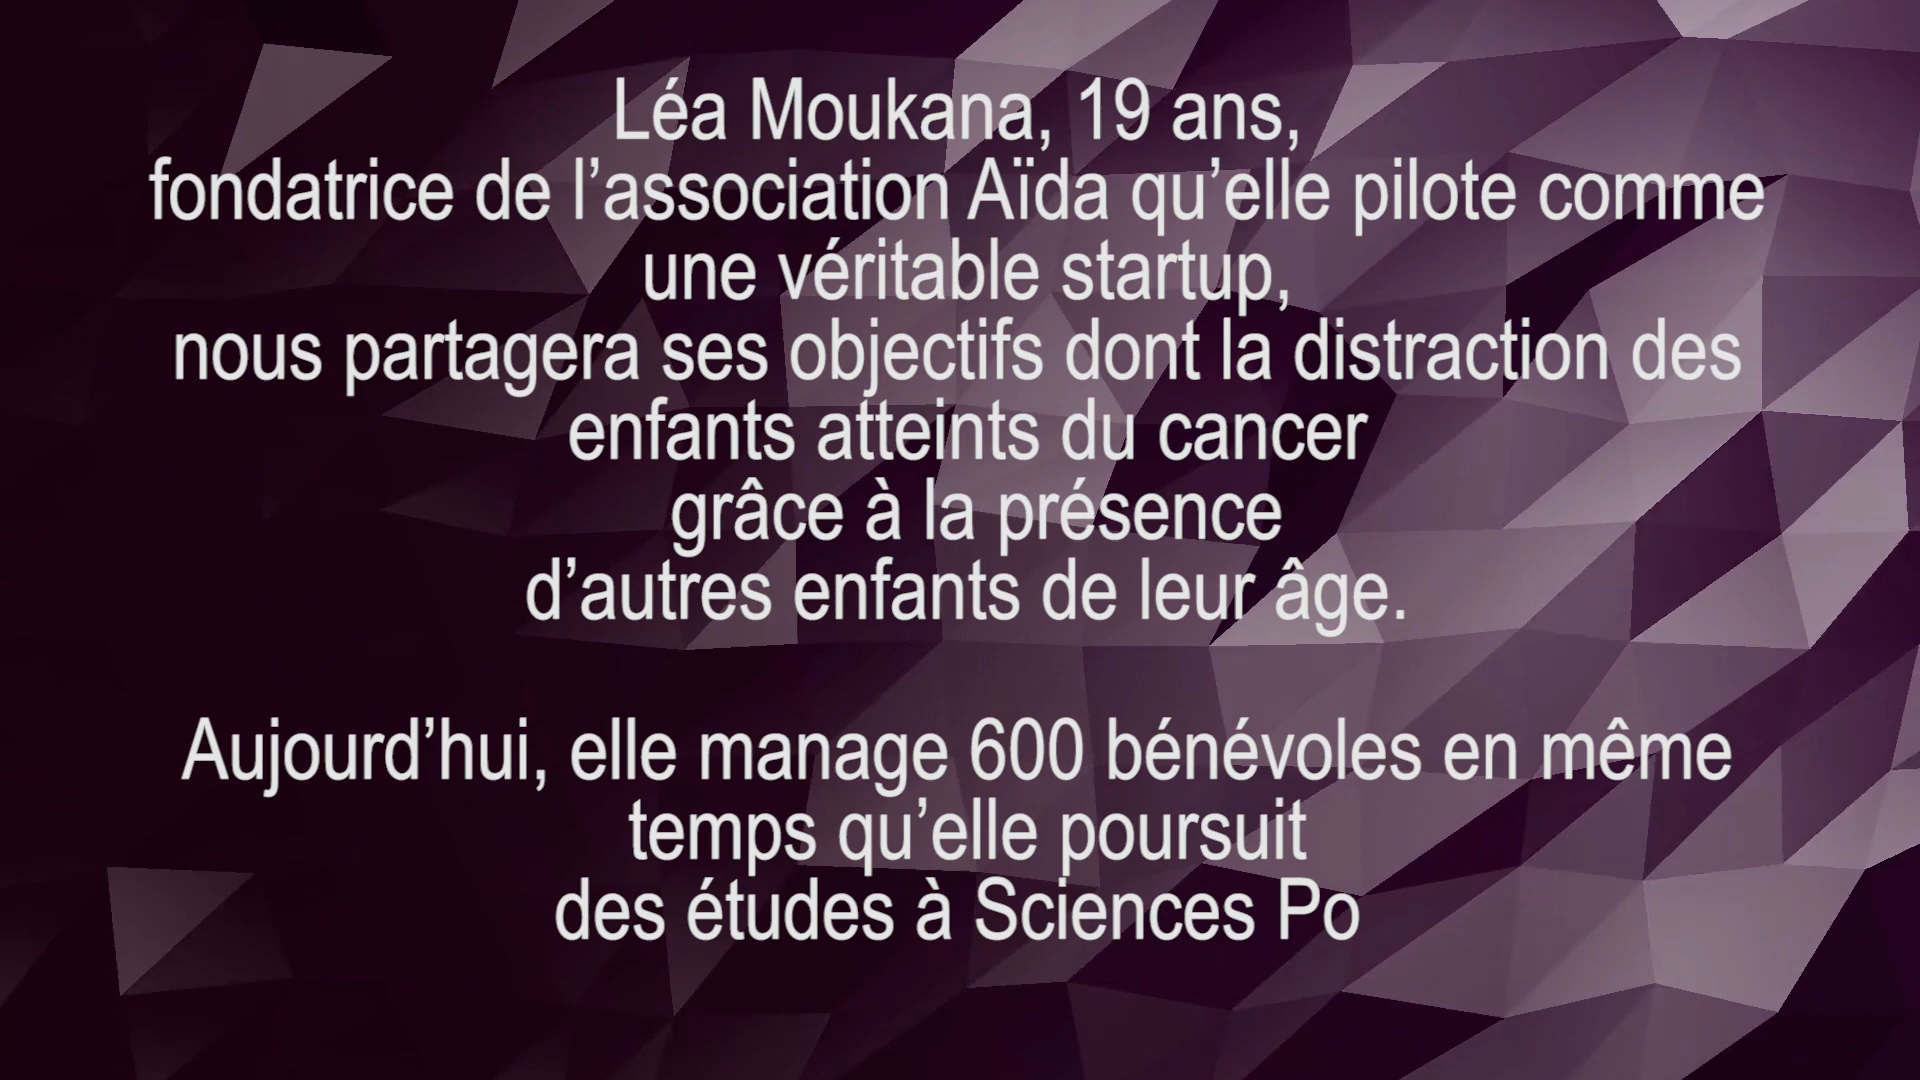 Léa Moukana, 19 ans,
fondatrice de l’association Aïda qu’elle pilote comme
une véritable startup,
nous partagera ses objectifs dont la distraction des
enfants atteints du cancer
grâce à la présence
d’autres enfants de leur âge.
Aujourd’hui, elle manage 600 bénévoles en même
temps qu’elle poursuit
des études à Sciences Po